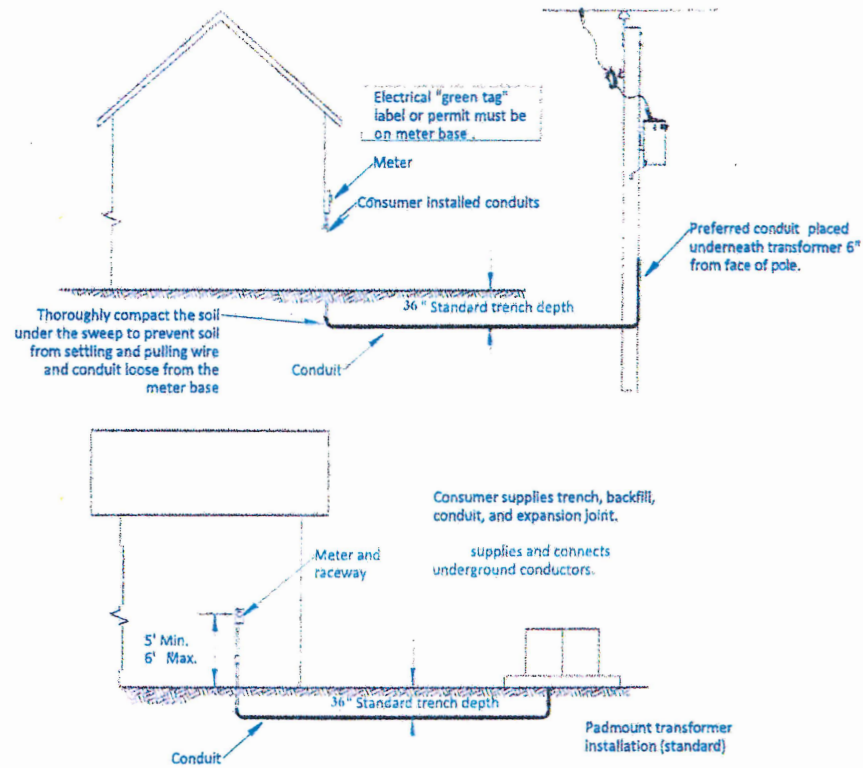 Electrical "green tag"
label or permit must be
on meter base .
Meter
Consumer installed conduits
Preferred conduit placed
underneath transformer 6"
from face of pole.
36 " Standard trench depth
Thoroughly compact the soil
under the sweep to prevent soil
from settling and pulling wire
and conduit loose from the
meter base
Conduit
Consumer supplies trench, backfill,
conduit, and expansion joint.
supplies and connects
underground conductors.
Meter and
raceway
5' Min.
6' Max.
36" Standard trench depth
Padmount transformer
installation (standard)
Conduit